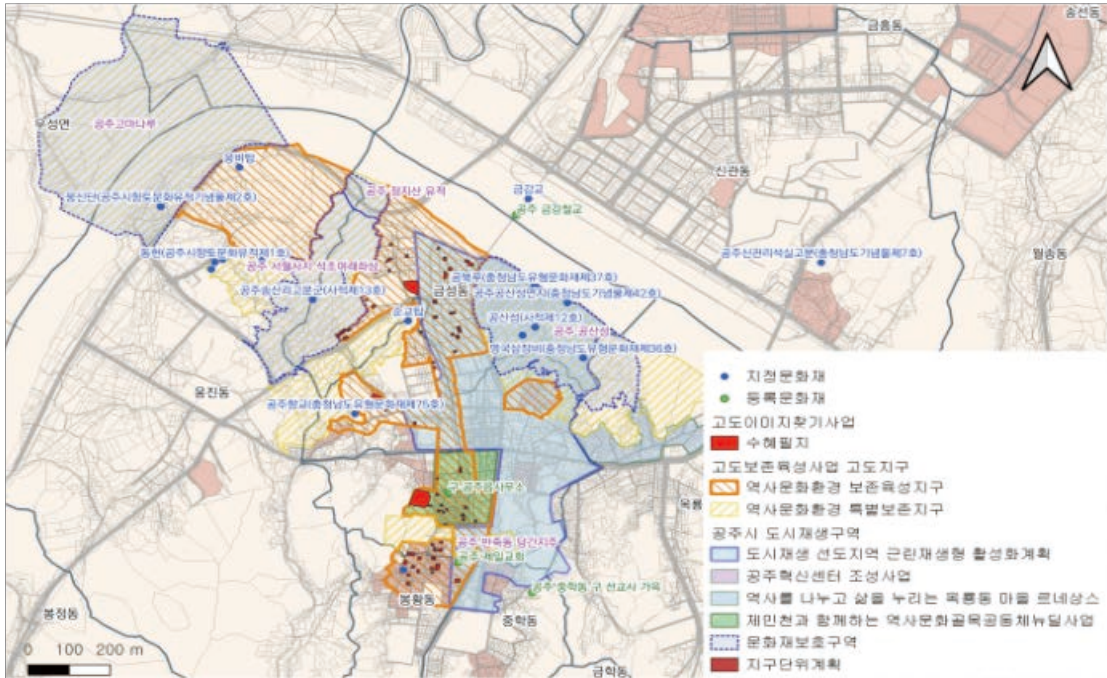 송선동
금흥동
우성면
공주고마나루
신관동
웅비탑
공주 정지산 유적
금강교
웅신단(공주시향토문화유적기념물제2호)
공주 금강철교
동헌(공주시향토문화유적제1호)
공주신관리석실고분(충청남도기념물제7호)
월송동
공주 서혈사지 석조여래좌상
공북루(충청남도유형문화재제37호)
공주송산리고분군(사적제13호)
금성동
공주공산성연지(충청남도기념물제42호)
순교탑
공산성(사적제12호)
공주 공산성
명국삼장비(충청남도유형문화재제36호)
웅진동
공주향교(충청남도유형문화재제75호)
구 공주읍사무소
옥룡
공주 반죽동 당간지주
공주 제일교회
공주 중학동 구 선교사 가옥
봉황동
봉정동
중학동
금학동
0 100 200 m
지정문화재
등록문화재
고도이미지찾기사업
수혜필지
고도보존육성사업 고도지구
역사문화환경 보존육성지구
역사문화환경 특별보존지구
공주시 도시재생구역
도시재생 선도지역 근린재생형 활성화계획
공주혁신센터 조성사업
역사를 나누고 삶을 누리는 옥룡동 마을 르네상스
제민천과 함께하는 역사문화골목공동체뉴딜사업
문화재보호구역
지구단위계획